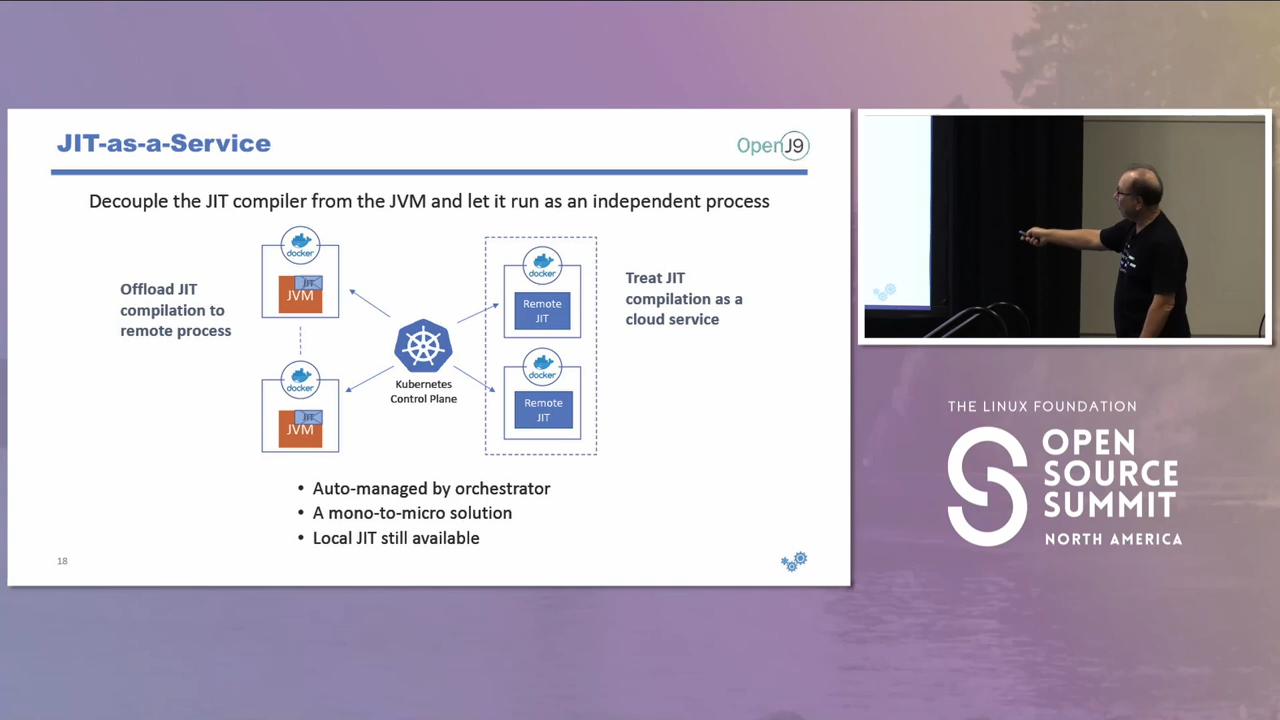 JIT-as-a-Service
OpenJ9
Decouple the JIT compiler from the JVM and let it run as an independent process
Offload JIT
compilation to
remote process
docker
JIT
JVM
docker
JIT
JVM
Kubernetes
Control Plane
docker
Remote
JIT
docker
Remote
JIT
Treat JIT
compilation as a
cloud service
• Auto-managed by orchestrator
• A mono-to-micro solution
• Local JIT still available
18
THE LINUX FOUNDATION
OPEN
SOURCE
SUMMIT
NORTH AMERICA